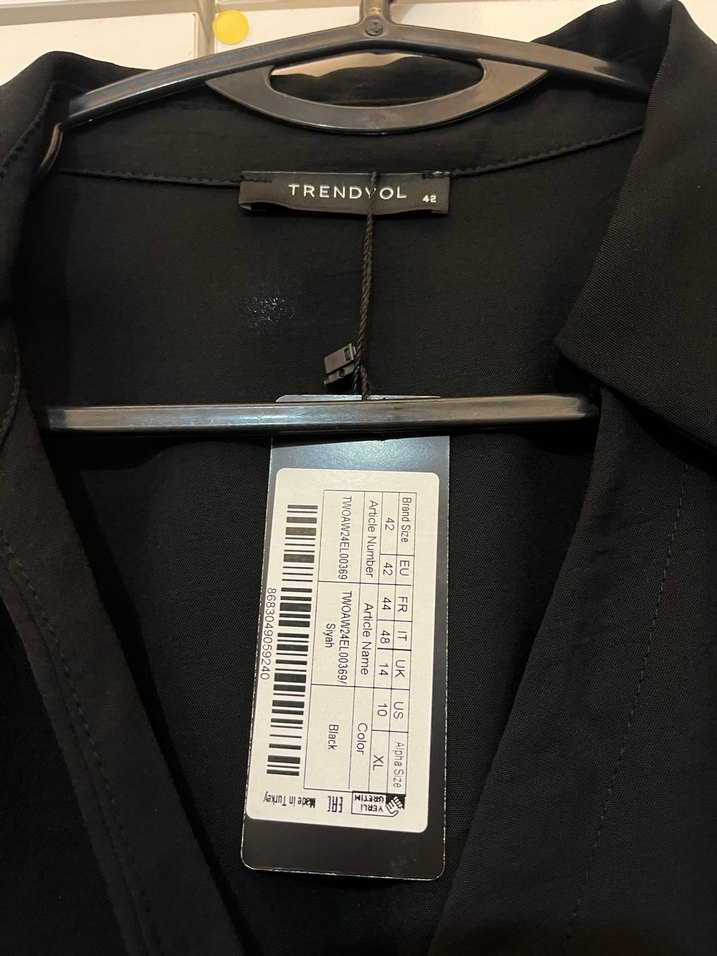 TRENDYOL
42
Brand Size EU FR IT UK US Alpha Size
42 42 44 48 14 10 XL
Article Number Article Name Color
TWOAW24EL00369 TWOAW24EL00369/ Black
Siyah
8683049059240
YERLİ
ÜRETİM
Made in Turkey